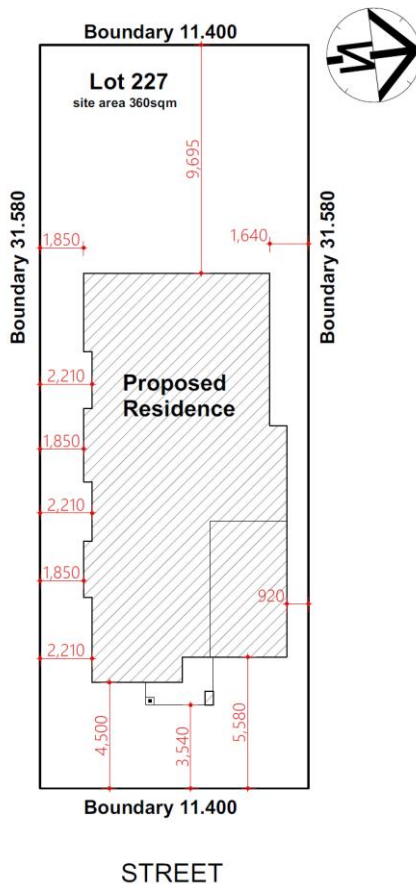 Boundary 11.400
N
Lot 227
site area 360sqm
9,695
1,850
1,640
Boundary 31.580
Boundary 31.580
2,210
Proposed
Residence
1,850
2,210
1,850
920
2,210
4,500
3,540
5,580
Boundary 11.400
STREET